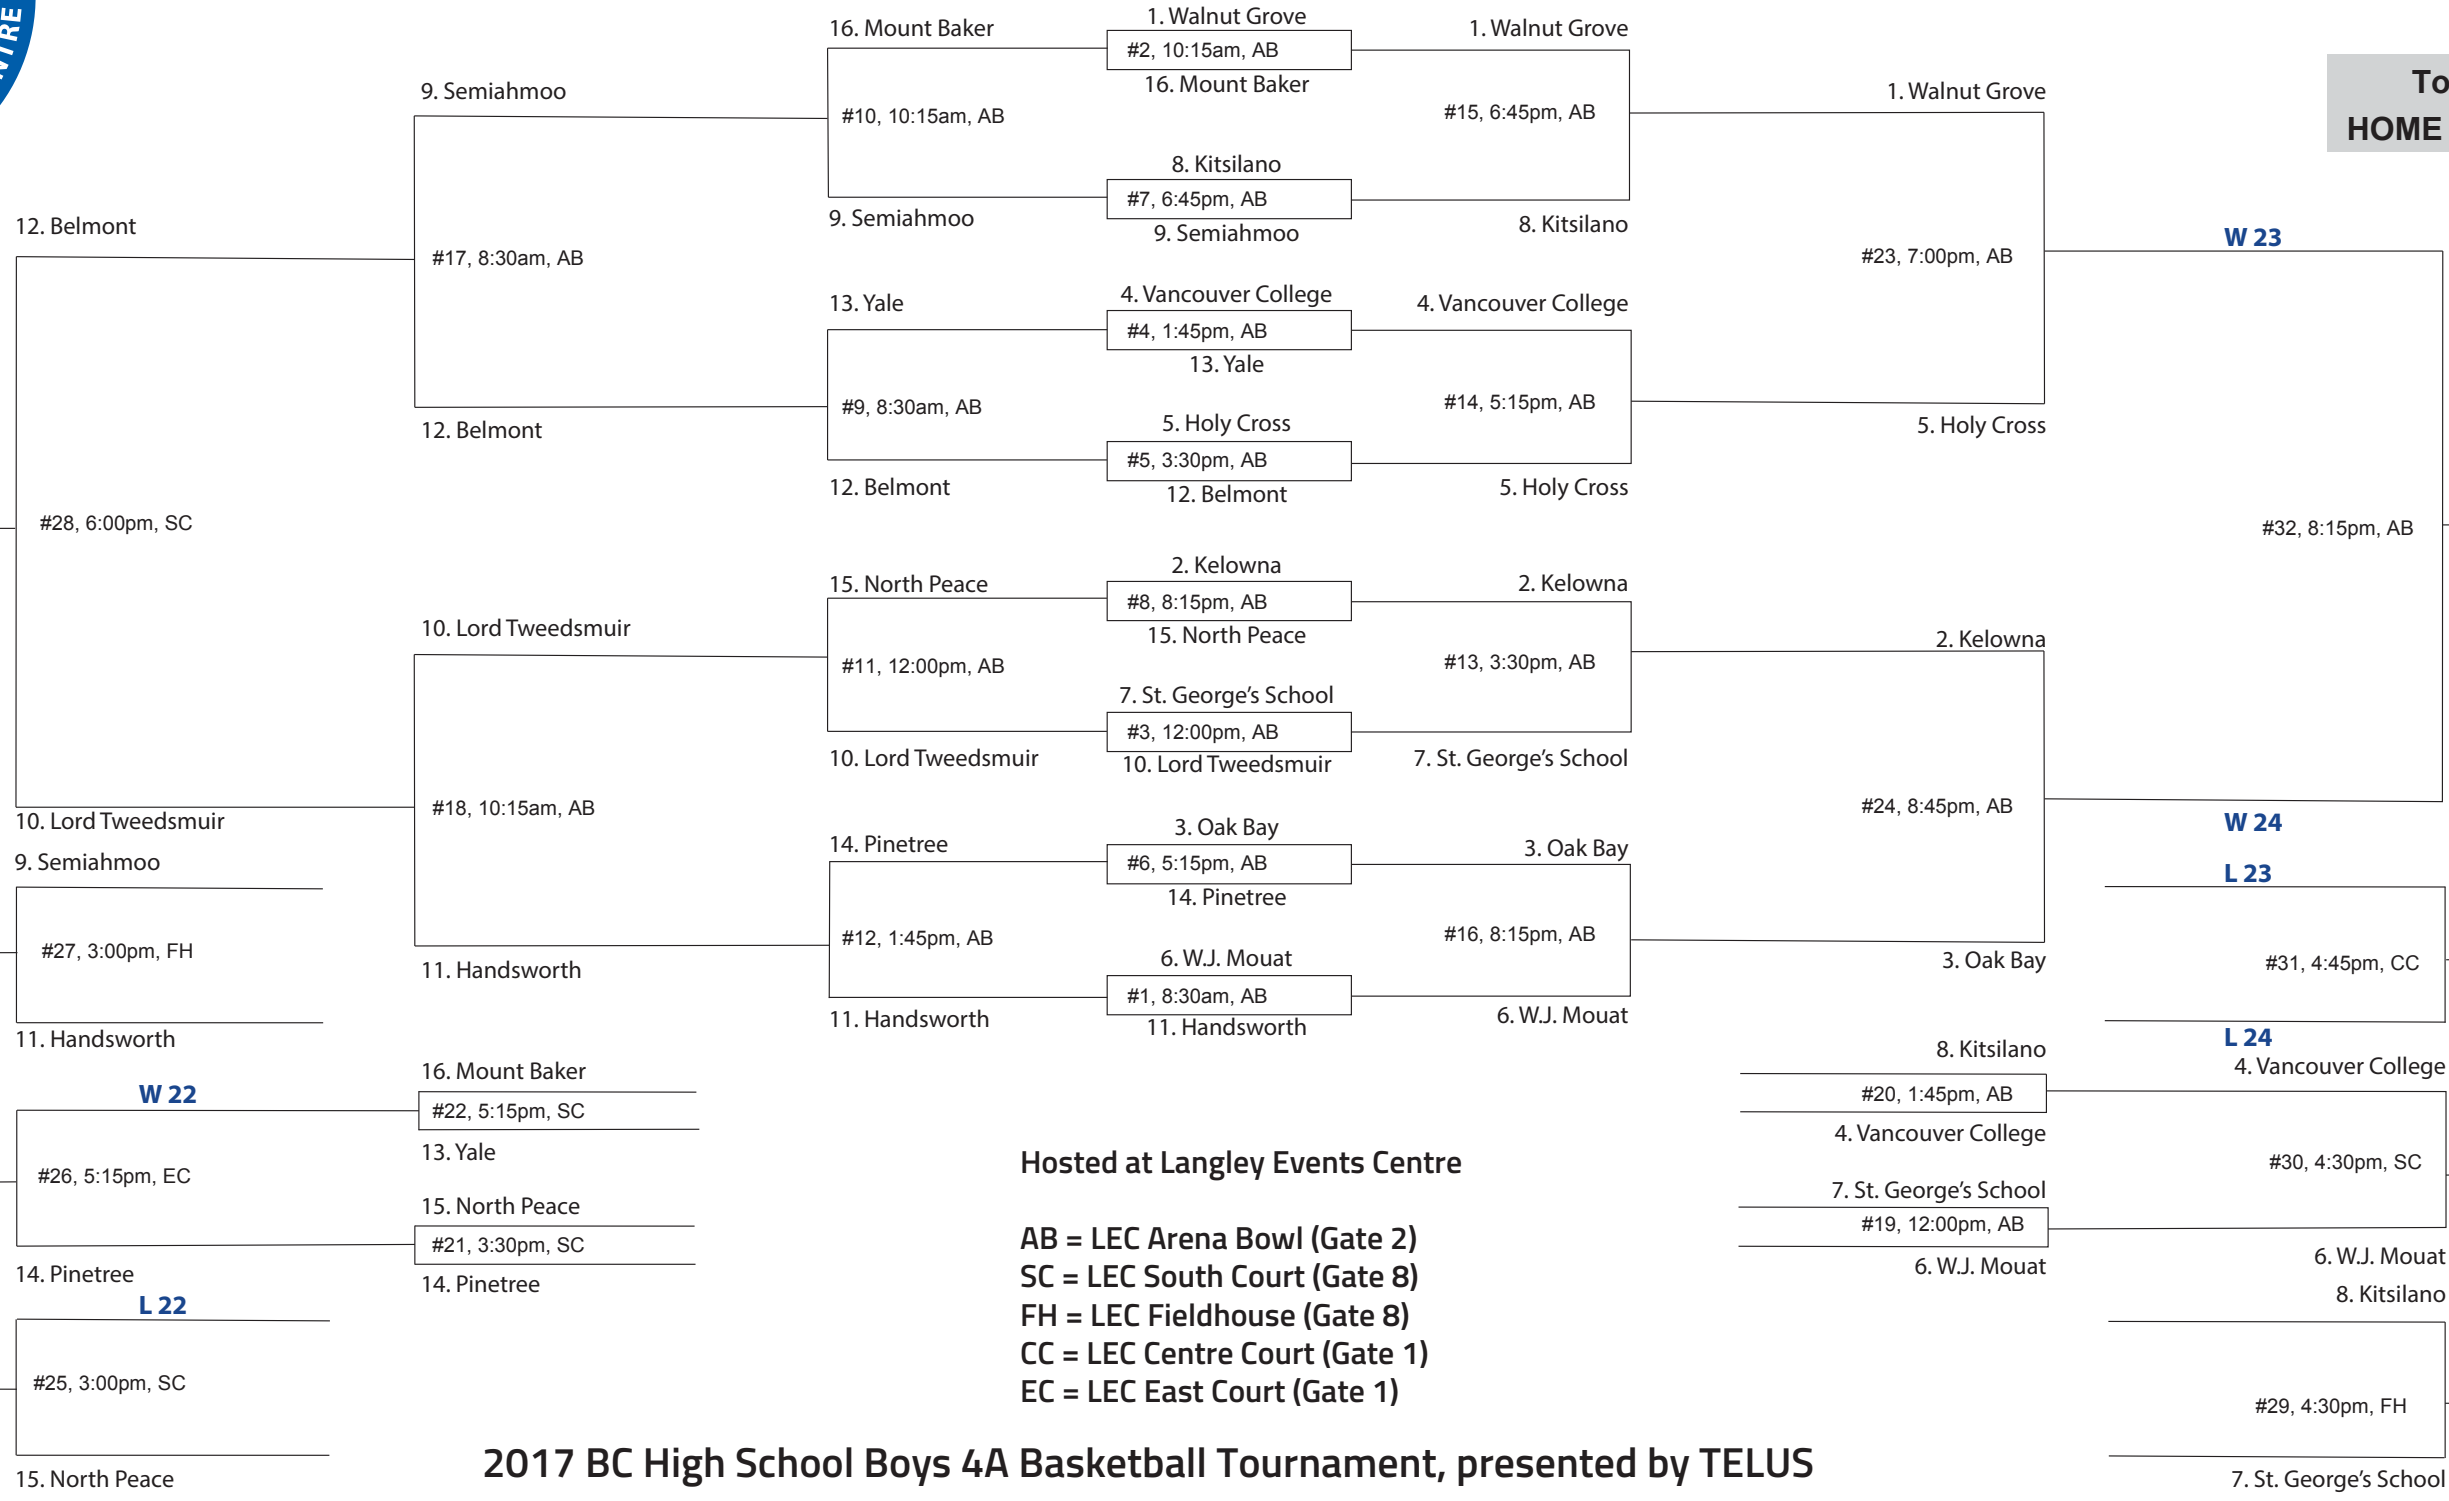 NTRE
To
HOME
12. Belmont
#28, 6:00pm, SC
10. Lord Tweedsmuir
9. Semiahmoo
#27, 3:00pm, FH
11. Handsworth
W 22
#26, 5:15pm, EC
14. Pinetree
L 22
#25, 3:00pm, SC
15. North Peace
9. Semiahmoo
#17, 8:30am, AB
12. Belmont
10. Lord Tweedsmuir
#18, 10:15am, AB
11. Handsworth
16. Mount Baker
#22, 5:15pm, SC
13. Yale
15. North Peace
#21, 3:30pm, SC
14. Pinetree
16. Mount Baker
#10, 10:15am, AB
9. Semiahmoo
13. Yale
#9, 8:30am, AB
12. Belmont
15. North Peace
#11, 12:00pm, AB
10. Lord Tweedsmuir
14. Pinetree
#12, 1:45pm, AB
11. Handsworth
1. Walnut Grove
#2, 10:15am, AB
16. Mount Baker
8. Kitsilano
#7, 6:45pm, AB
9. Semiahmoo
4. Vancouver College
#4, 1:45pm, AB
13. Yale
5. Holy Cross
#5, 3:30pm, AB
12. Belmont
2. Kelowna
#8, 8:15pm, AB
15. North Peace
7. St. George’s School
#3, 12:00pm, AB
10. Lord Tweedsmuir
3. Oak Bay
#6, 5:15pm, AB
14. Pinetree
6. W.J. Mouat
#1, 8:30am, AB
11. Handsworth
1. Walnut Grove
#15, 6:45pm, AB
8. Kitsilano
4. Vancouver College
#14, 5:15pm, AB
5. Holy Cross
2. Kelowna
#13, 3:30pm, AB
7. St. George’s School
3. Oak Bay
#16, 8:15pm, AB
6. W.J. Mouat
1. Walnut Grove
#23, 7:00pm, AB
5. Holy Cross
2. Kelowna
#24, 8:45pm, AB
3. Oak Bay
8. Kitsilano
#20, 1:45pm, AB
4. Vancouver College
7. St. George’s School
#19, 12:00pm, AB
6. W.J. Mouat
W 23
#32, 8:15pm, AB
W 24
L 23
#31, 4:45pm, CC
L 24
4. Vancouver College
#30, 4:30pm, SC
6. W.J. Mouat
8. Kitsilano
#29, 4:30pm, FH
7. St. George’s School
Hosted at Langley Events Centre
AB = LEC Arena Bowl (Gate 2)
SC = LEC South Court (Gate 8)
FH = LEC Fieldhouse (Gate 8)
CC = LEC Centre Court (Gate 1)
EC = LEC East Court (Gate 1)
2017 BC High School Boys 4A Basketball Tournament, presented by TELUS